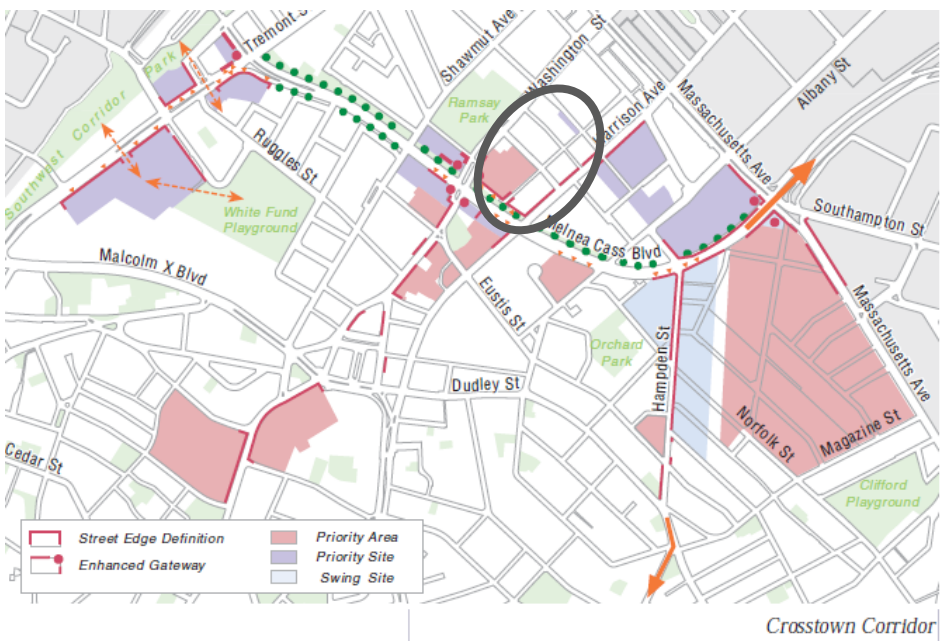 Tremont S
Shawmut Ave
Washington St
Albany St
Park
Corridor
Southwest
Ramsay
Park
Harrison Ave
Massachusetts Ave
Ruggles St
White Fund
Playground
Southampton St
Melnea Cass Blvd
Malcolm X Blvd
Eustis St
Massachusetts Ave
Orchard
Park
Hampden St
Dudley St
Norfolk St
Magazine St
Cedar St
Clifford
Playground
Street Edge Definition
Enhanced Gateway
Priority Area
Priority Site
Swing Site
Crosstown Corridor